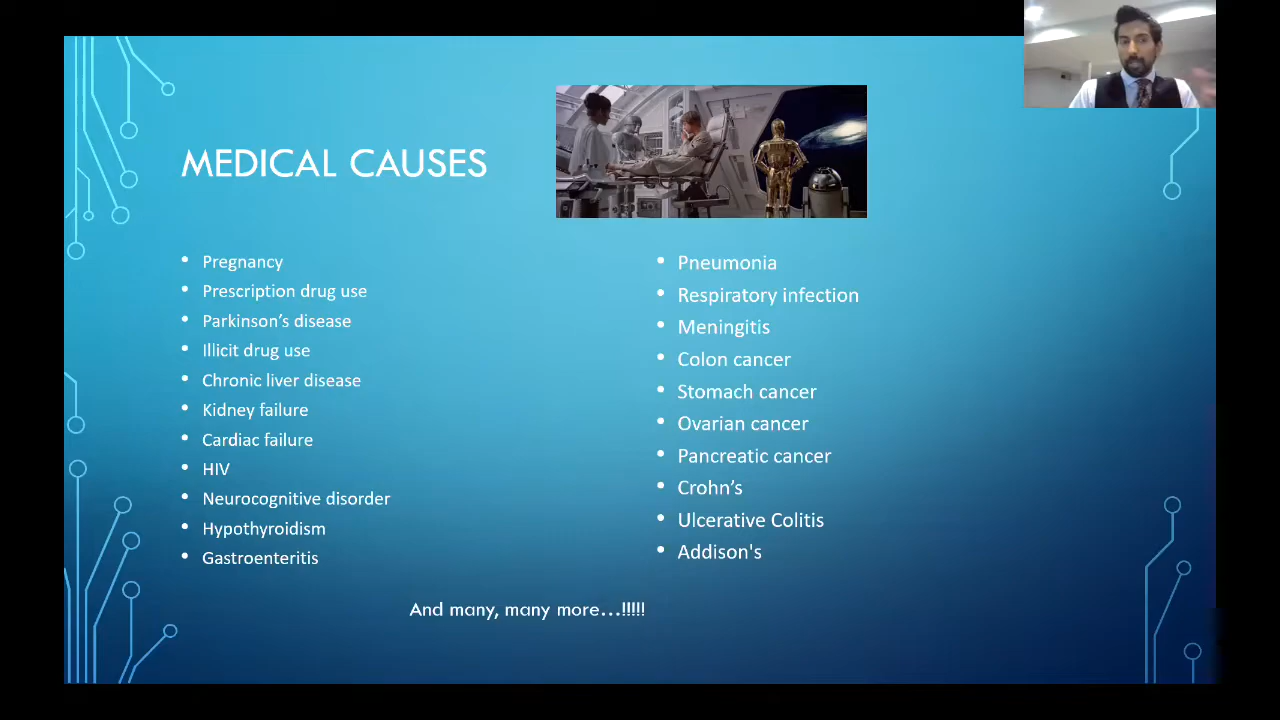 MEDICAL CAUSES
Pregnancy
Prescription drug use
Parkinson’s disease
Illicit drug use
Chronic liver disease
Kidney failure
Cardiac failure
HIV
Neurocognitive disorder
Hypothyroidism
Gastroenteritis
Pneumonia
Respiratory infection
Meningitis
Colon cancer
Stomach cancer
Ovarian cancer
Pancreatic cancer
Crohn’s
Ulcerative Colitis
Addison's
And many, many more…!!!!!